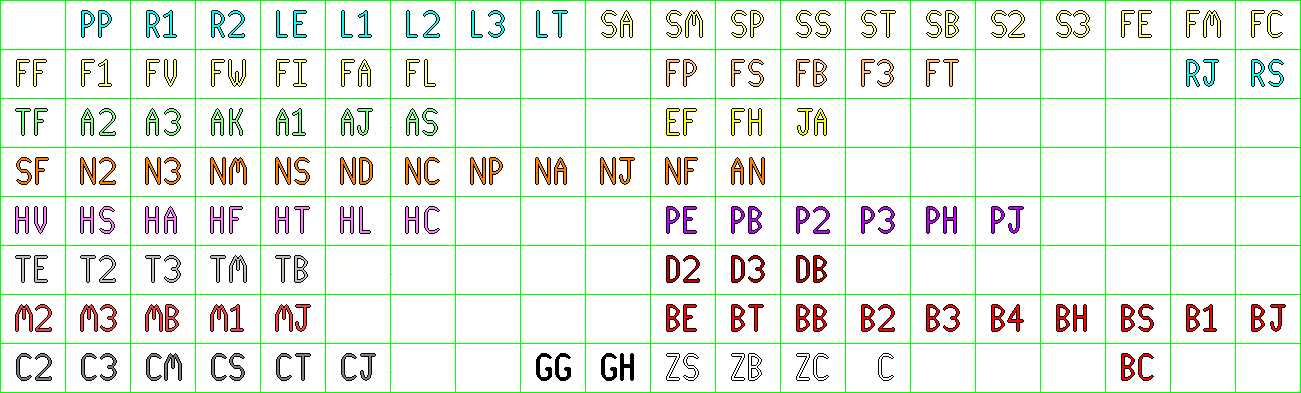 PP R1 R2 LE L1 L2 L3 LT SA SM SP SS ST SB S2 S3 FE FM FC
FF F1 FV FW FI FA FL FP FS FB F3 FT RJ RS
TF A2 A3 AK A1 AJ AS EF FH JA
SF N2 N3 NM NS ND NC NP NA NJ NF AN
HV HS HA HF HT HL HC PE PB P2 P3 PH PJ
TE T2 T3 TM TB D2 D3 DB
M2 M3 MB M1 MJ BE BT BB B2 B3 B4 BH BS B1 BJ
C2 C3 CM CS CT CJ GG GH ZS ZB ZC C BC